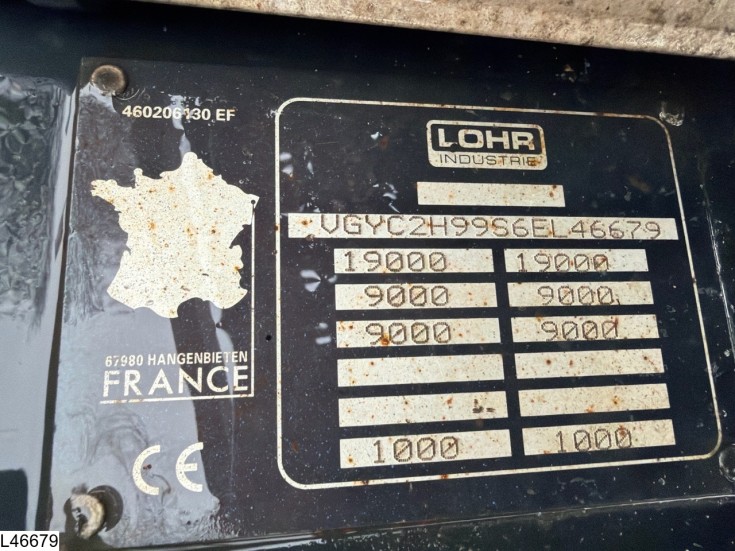 460206130 EF
LOHR
INDUSTRIE
VGYC2H99S6EL46679
19000 19000
9000 9000
9000 9000
1000 1000
67980 HANGENBIETEN
FRANCE
CE
L46679